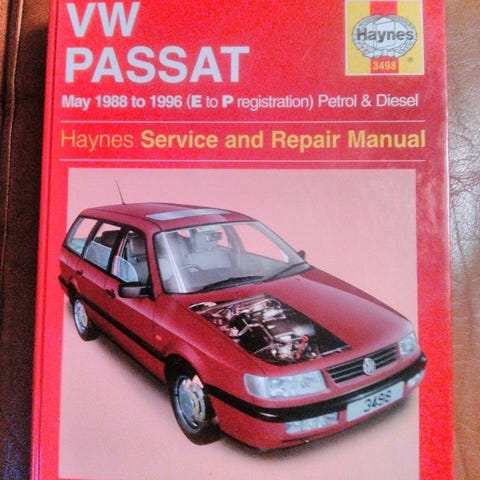 VW
PASSAT
Haynes
3498
May 1988 to 1996 (E to P registration) Petrol & Diesel
Haynes Service and Repair Manual
3498